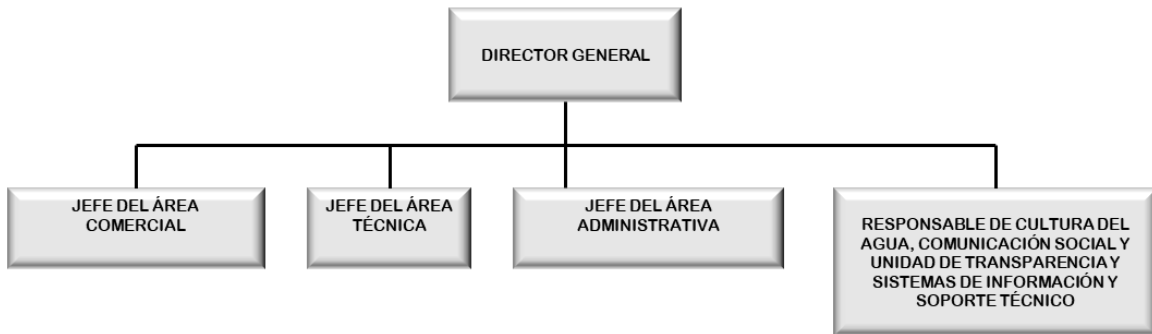 DIRECTOR GENERAL
JEFE DEL ÁREA
COMERCIAL
JEFE DEL ÁREA
TÉCNICA
JEFE DEL ÁREA
ADMINISTRATIVA
RESPONSABLE DE CULTURA DEL
AGUA, COMUNICACIÓN SOCIAL Y
UNIDAD DE TRANSPARENCIA Y
SISTEMAS DE INFORMACIÓN Y
SOPORTE TÉCNICO